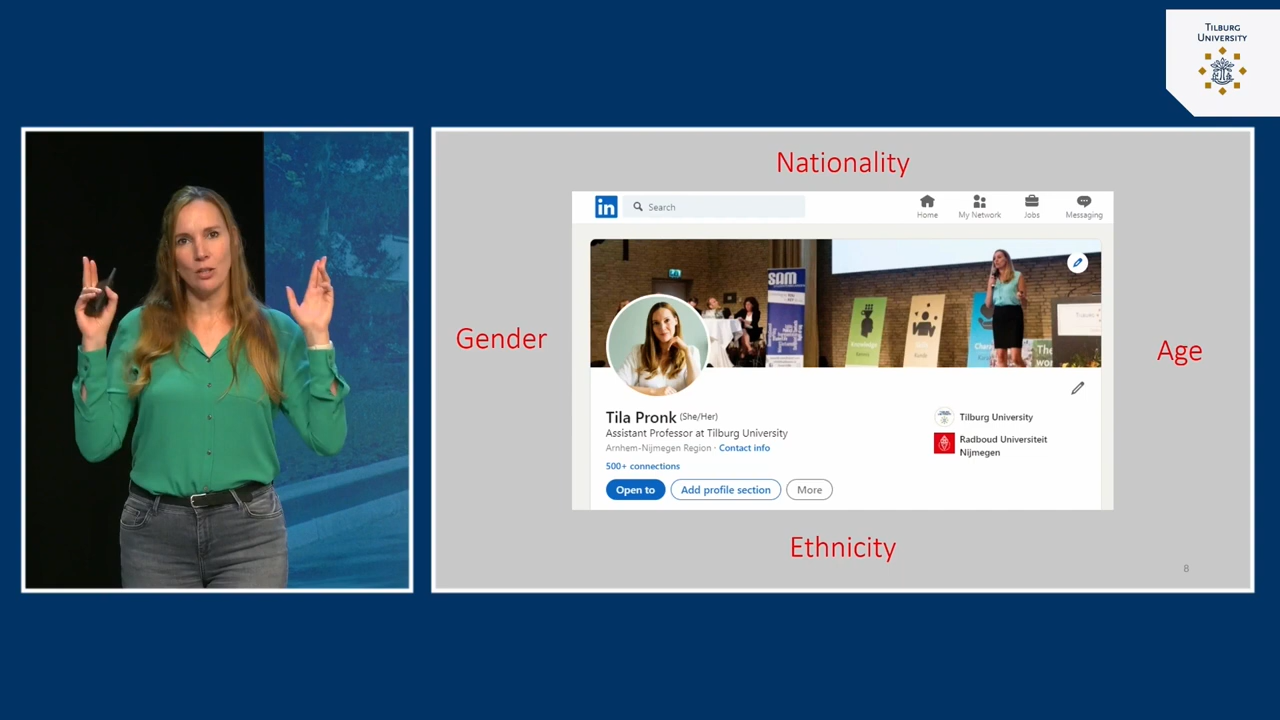 TILBURG
UNIVERSITY
Nationality
in
Search
Home
My Network
Jobs
Messaging
sam
Gender
Age
Tila Pronk (She/Her)
Assistant Professor at Tilburg University
Arnhem-Nijmegen Region · Contact info
500+ connections
Tilburg University
Radboud Universiteit
Nijmegen
Open to
Add profile section
More
Ethnicity
8